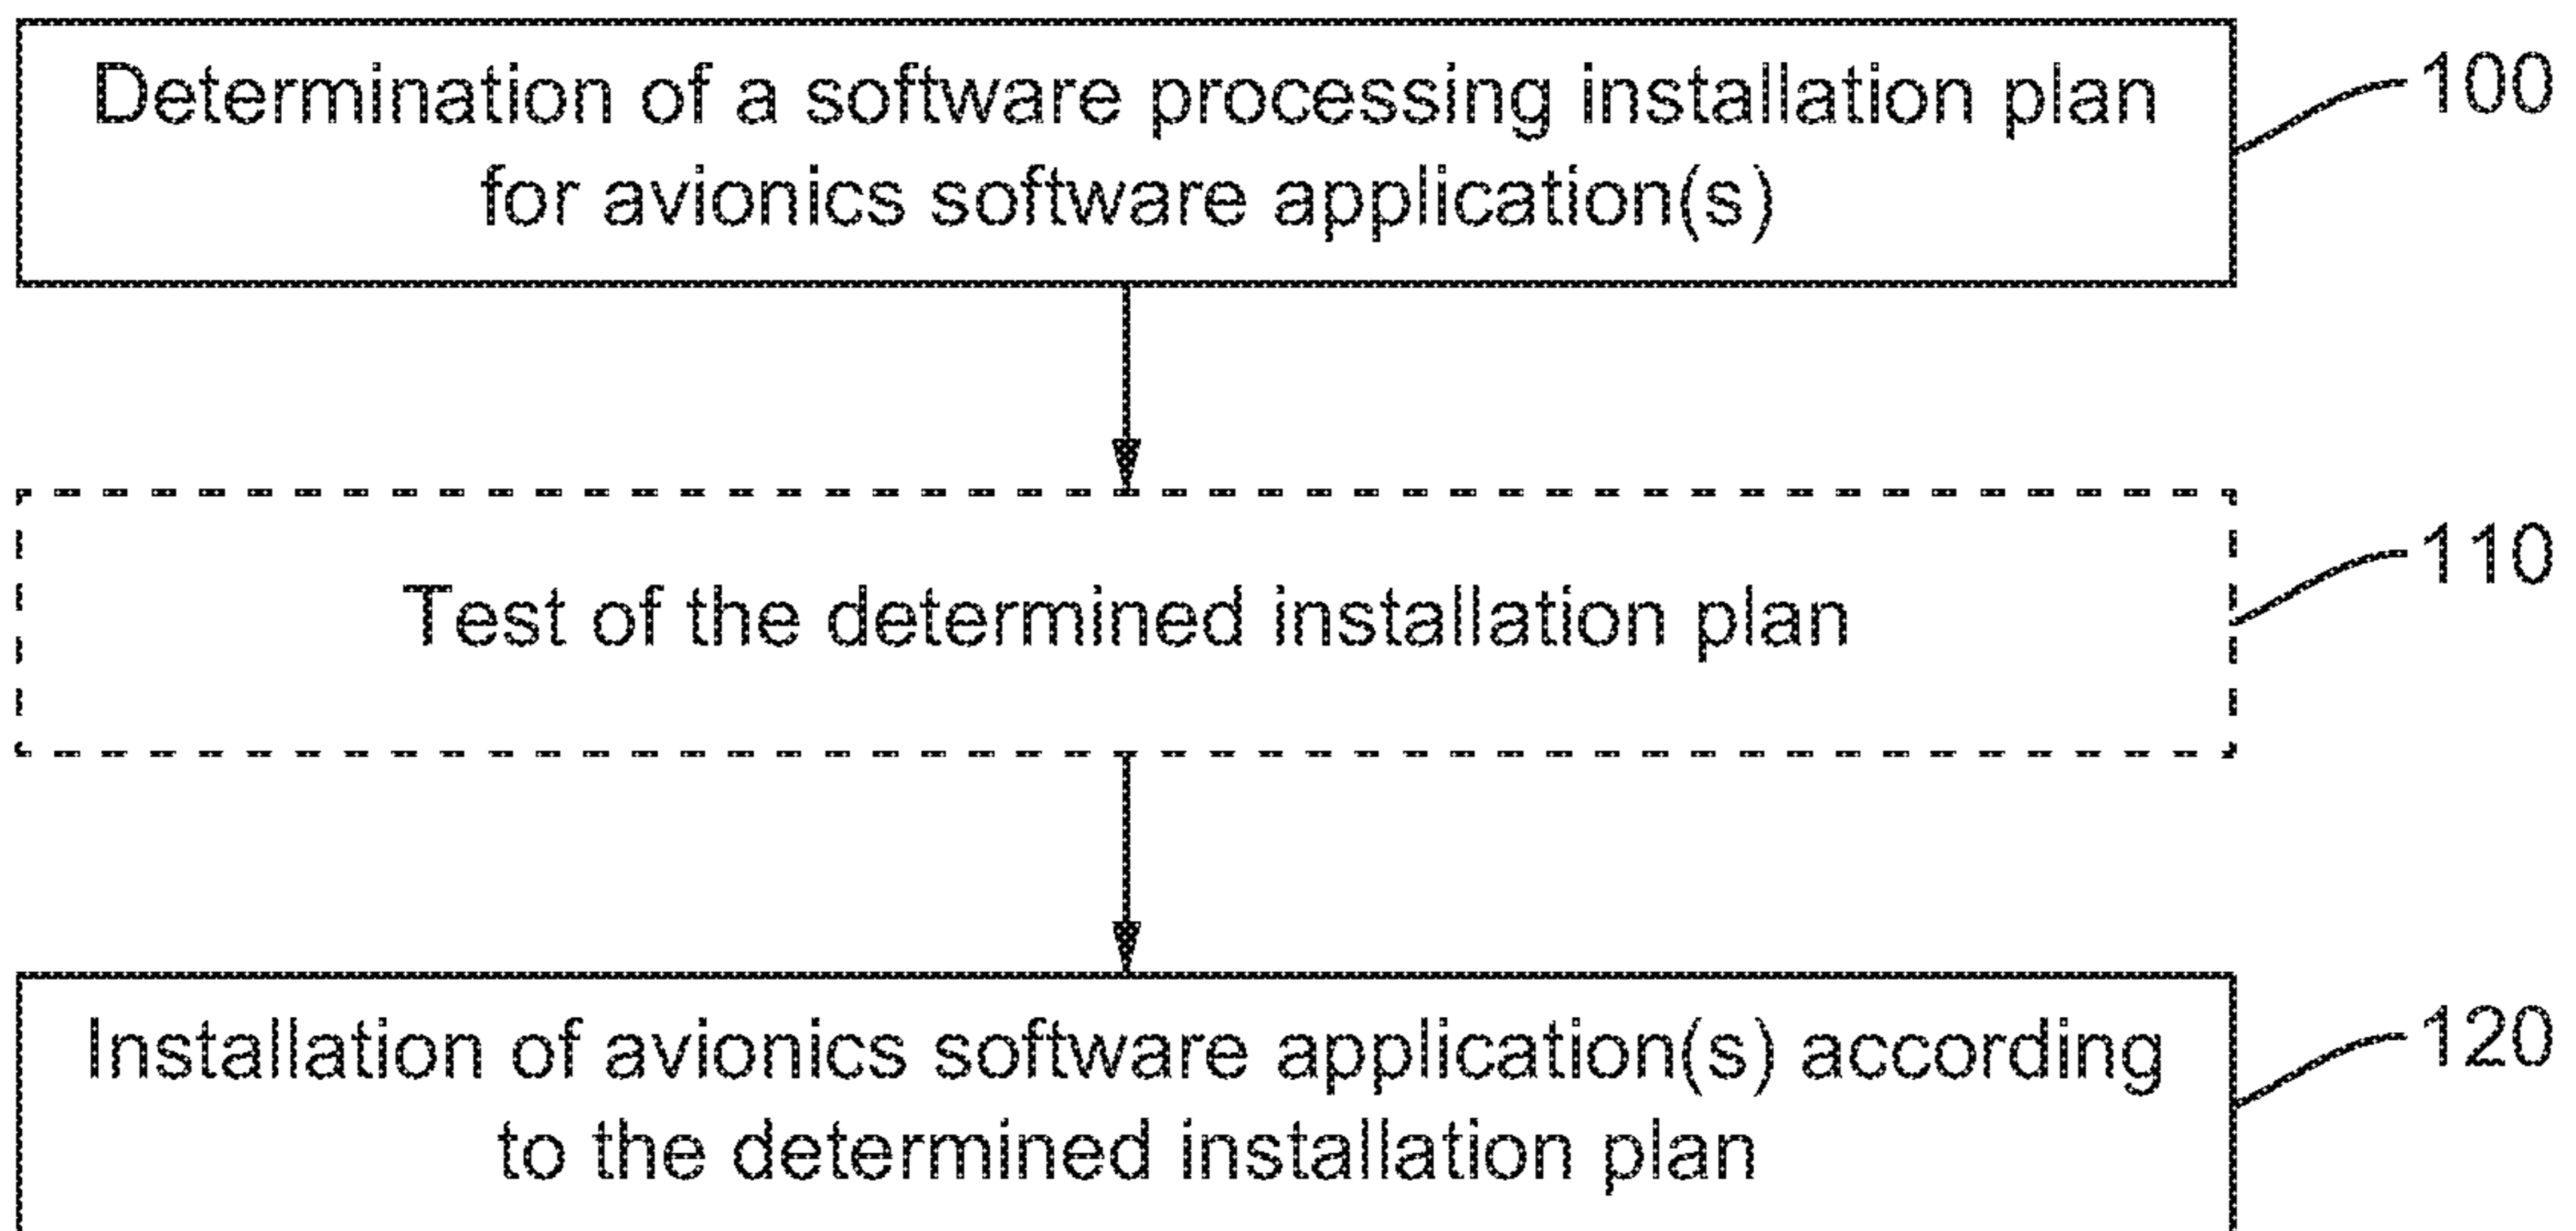 Determination of a software processing installation plan
for avionics software application(s)
100
Test of the determined installation plan
110
Installation of avionics software application(s) according
to the determined installation plan
120